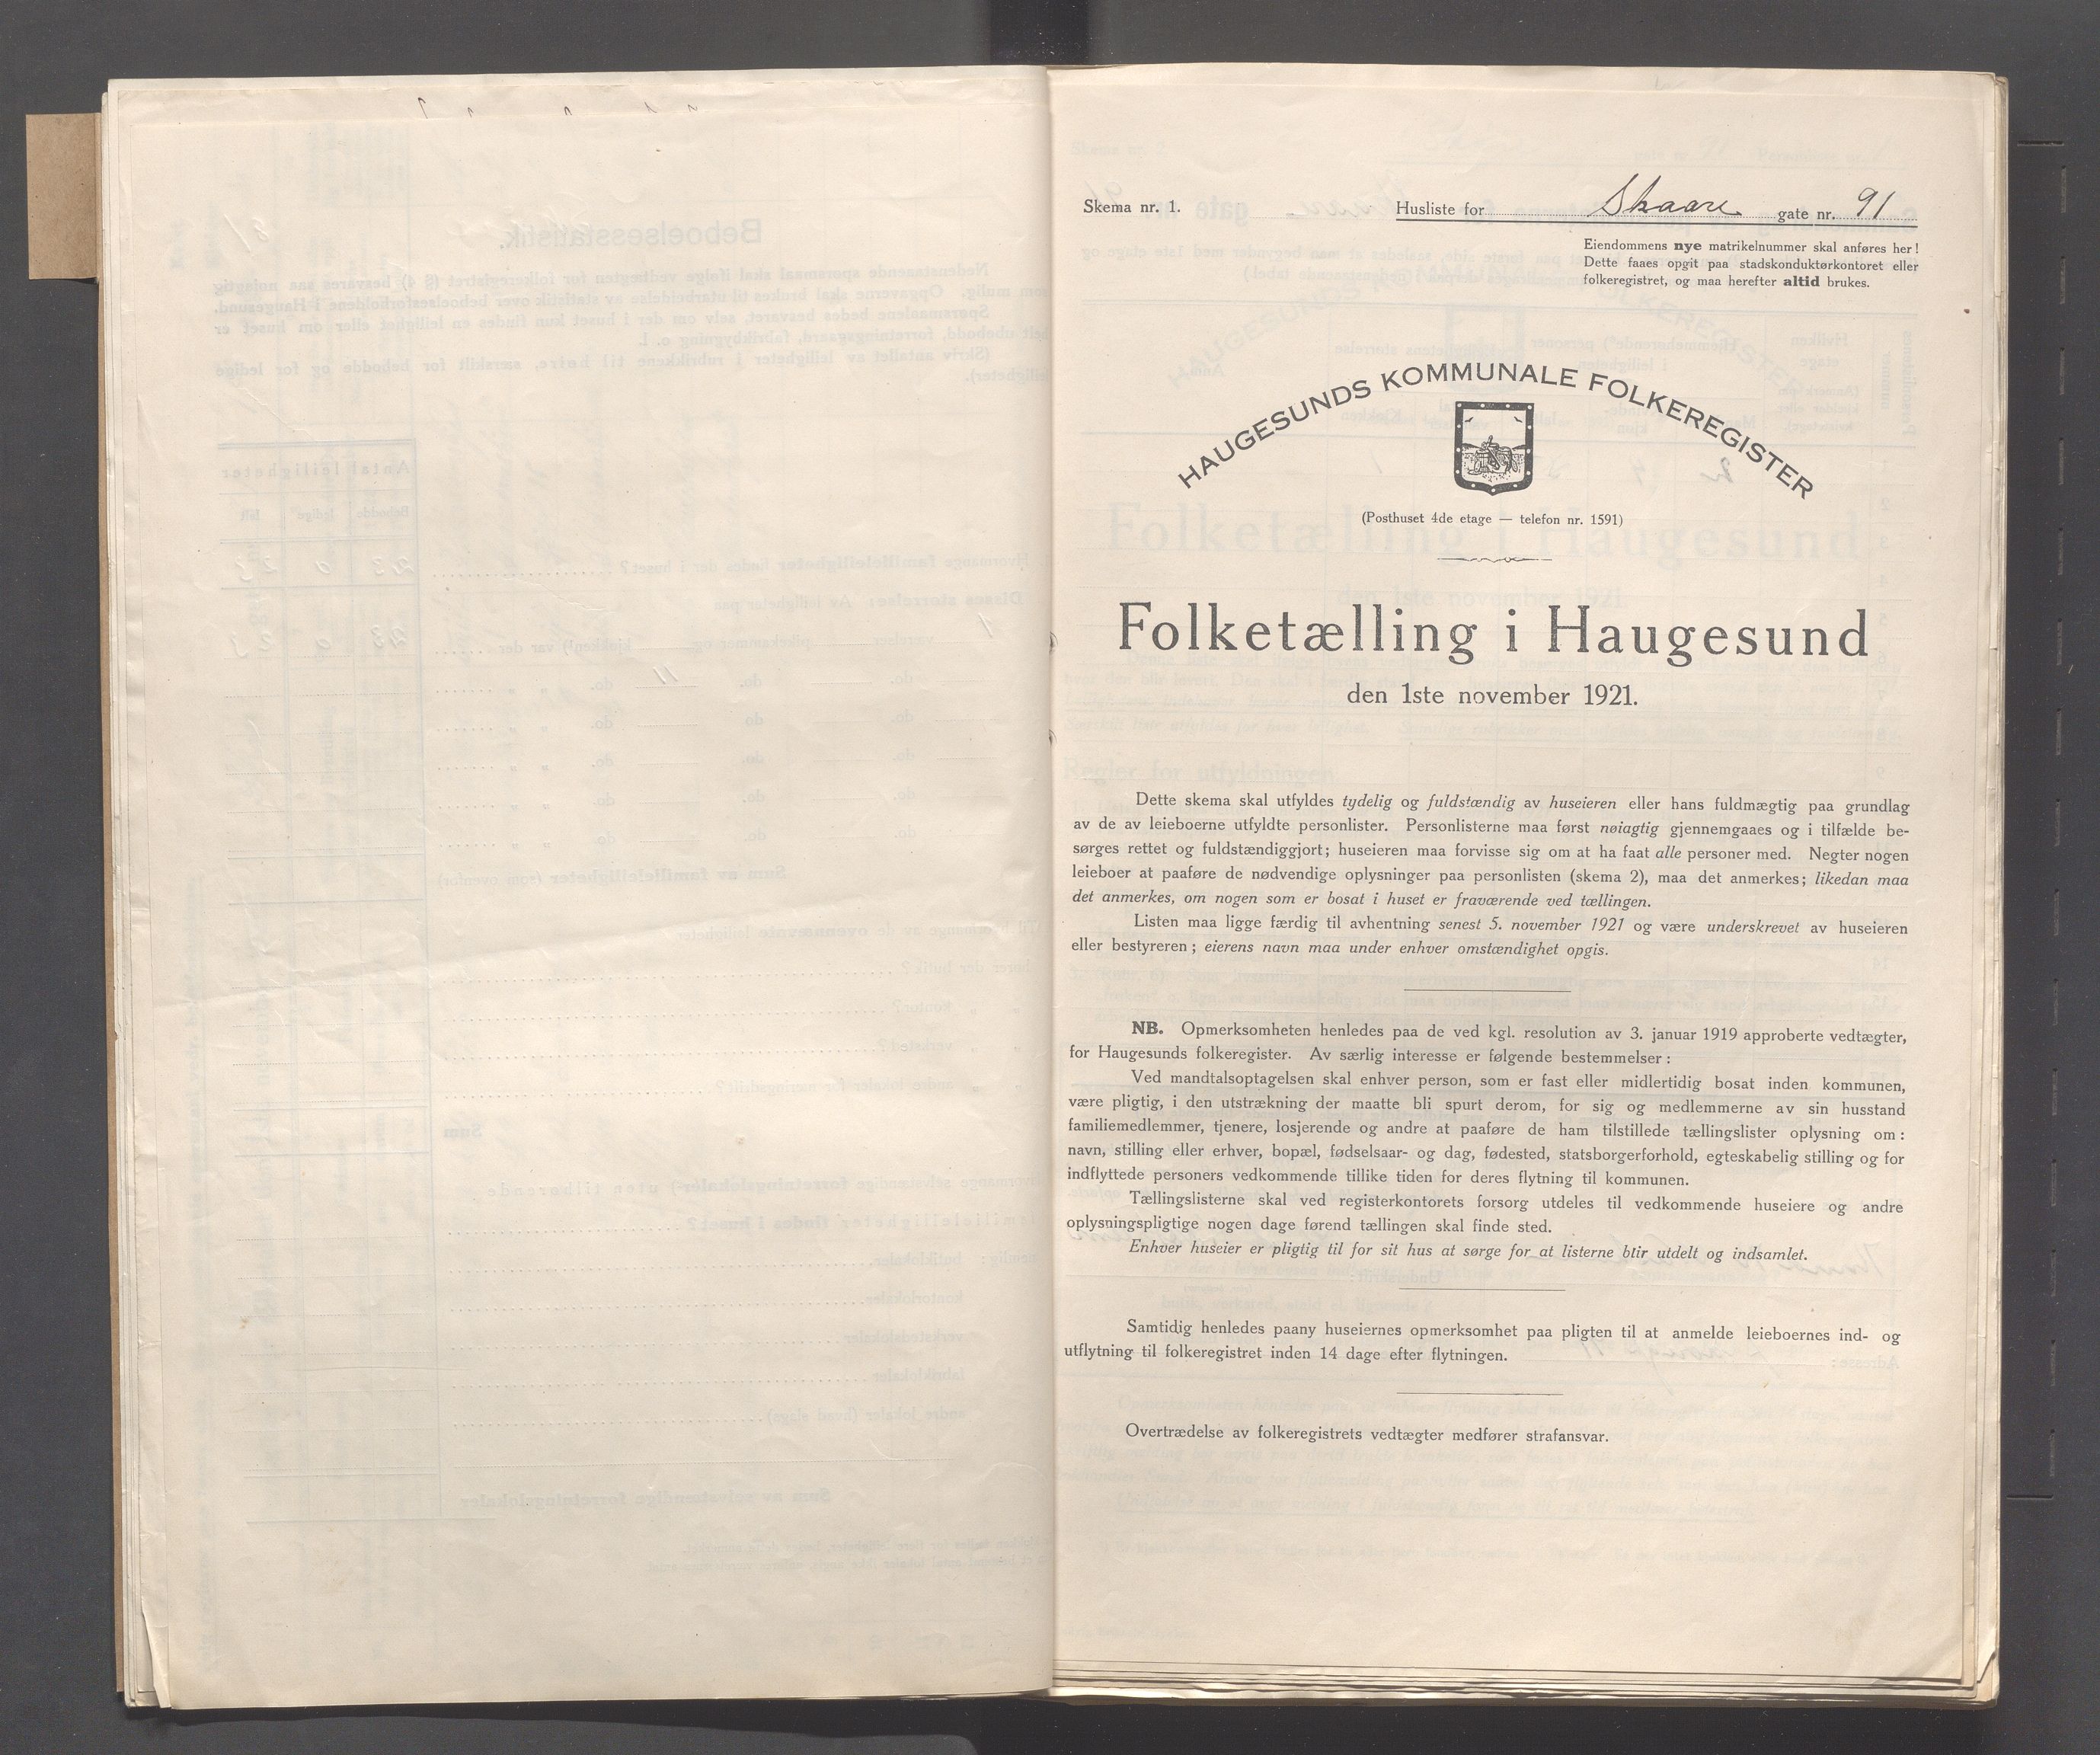 Skema nr. 1.
Husliste for Skaare gate nr. 91
Eiendommens nye matrikelnummer skal anføres her!
Dette faaes opgit paa stadskonduktørkontoret eller
folkeregistret, og maa herefter altid brukes.
HAUGESUNDS KOMMUNALE FOLKEREGISTER
(Posthuset 4de etage — telefon nr. 1591)
Folketælling i Haugesund
den 1ste november 1921.
Dette skema skal utfyldes tydelig og fuldstændig av huseieren eller hans fuldmægtig paa grundlag
av de av leieboerne utfyldte personlister. Personlisterne maa først nøiagtig gjennemgaaes og i tilfælde be-
sørges rettet og fuldstændiggjort; huseieren maa forvisse sig om at ha faat alle personer med. Negter nogen
leieboer at paaføre de nødvendige oplysninger paa personlisten (skema 2), maa det anmerkes; likedan maa
det anmerkes, om nogen som er bosat i huset er fraværende ved tællingen.
Listen maa ligge færdig til avhentning senest 5. november 1921 og være underskrevet av huseieren
eller bestyreren; eierens navn maa under enhver omstændighet opgis.
NB. Opmerksomheten henledes paa de ved kgl. resolution av 3. januar 1919 approberte vedtægter,
for Haugesunds folkeregister. Av særlig interesse er følgende bestemmelser:
Ved mandtalsoptagelsen skal enhver person, som er fast eller midlertidig bosat inden kommunen,
være pligtig, i den utstrækning der maatte bli spurt derom, for sig og medlemmerne av sin husstand
familiemedlemmer, tjenere, losjerende og andre at paaføre de ham tilstillede tællingslister oplysning om:
navn, stilling eller erhver, bopæl, fødselsaar- og dag, fødested, statsborgerforhold, egteskabelig stilling og for
indflyttede personers vedkommende tillike tiden for deres flytning til kommunen.
Tællingslisterne skal ved registerkontorets forsorg utdeles til vedkommende huseiere og andre
oplysningspligtige nogen dage førend tællingen skal finde sted.
Enhver huseier er pligtig til for sit hus at sørge for at listerne blir utdelt og indsamlet.
Samtidig henledes paany huseiernes opmerksomhet paa pligten til at anmelde leieboernes ind- og
utflytning til folkeregistret inden 14 dage efter flytningen.
Overtrædelse av folkeregistrets vedtægter medfører strafansvar.